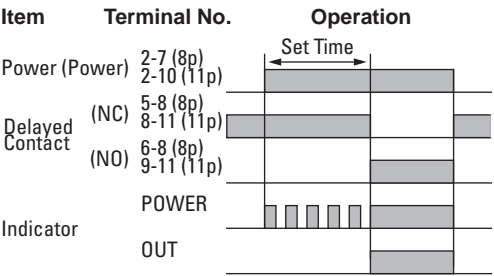 Item Terminal No. Operation
Set Time
Power (Power) 2-7 (8p)
2-10 (11p)
Delayed
Contact
(NC) 5-8 (8p)
8-11 (11p)
(NO) 6-8 (8p)
9-11 (11p)
Indicator
POWER
OUT